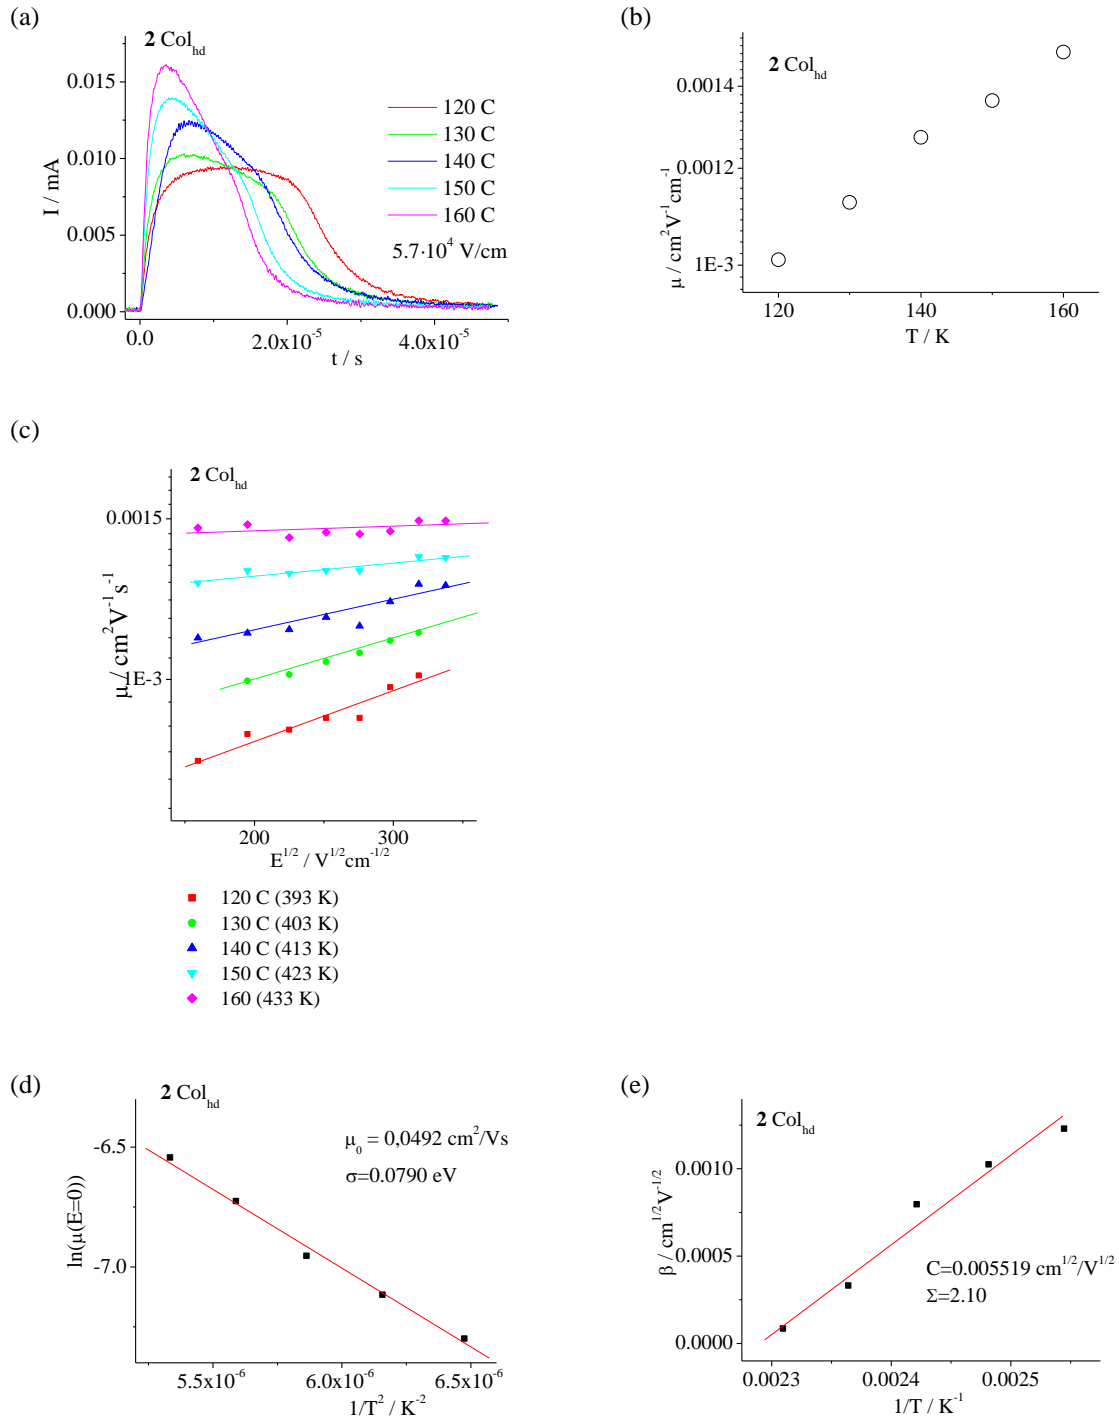 (a)
2 Col_hd
I / mA
0.015
0.010
0.005
0.000
120 C
130 C
140 C
150 C
160 C
5.7·10^4 V/cm
0.0
2.0x10^-5
4.0x10^-5
t / s
(b)
2 Col_hd
μ / cm^2V^-1cm^-1
0.0014
0.0012
1E-3
120
140
160
T / K
(c)
2 Col_hd
μ / cm^2V^-1s^-1
0.0015
1E-3
200
300
E^1/2 / V^1/2cm^-1/2
120 C (393 K)
130 C (403 K)
140 C (413 K)
150 C (423 K)
160 (433 K)
(d)
2 Col_hd
μ_0 = 0,0492 cm^2/Vs
σ=0.0790 eV
ln(μ(E=0))
-6.5
-7.0
5.5x10^-6
6.0x10^-6
6.5x10^-6
1/T^2 / K^-2
(e)
2 Col_hd
β / cm^1/2V^-1/2
0.0010
0.0005
0.0000
C=0.005519 cm^1/2/V^1/2
Σ=2.10
0.0023
0.0024
0.0025
1/T / K^-1